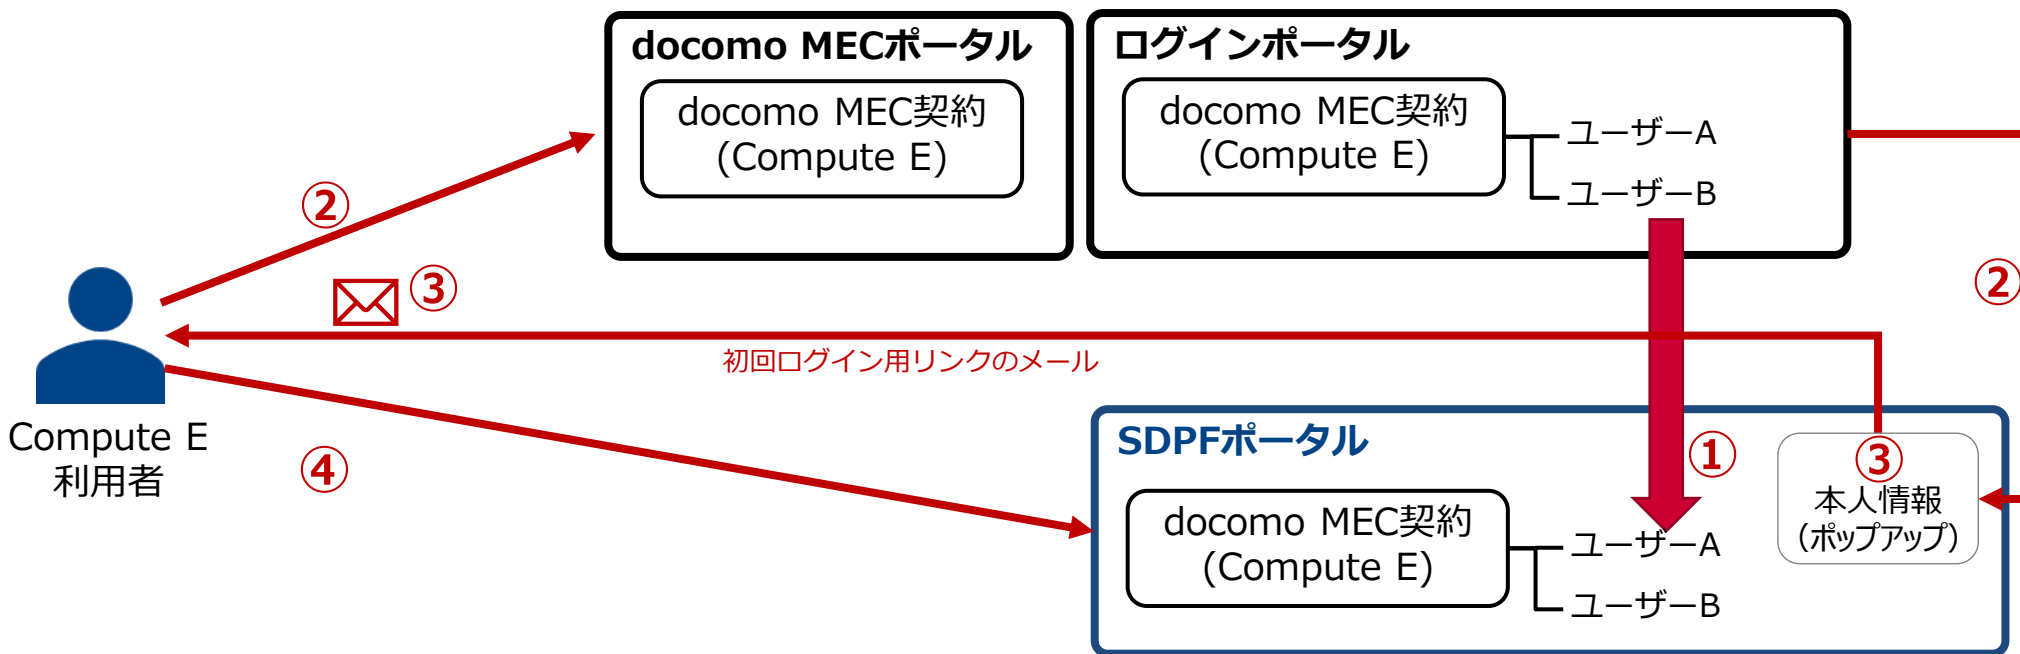 docomo MECポータル
docomo MEC契約
(Compute E)
ログインポータル
docomo MEC契約
(Compute E)
ユーザーA
ユーザーB
②
②
③
初回ログイン用リンクのメール
Compute E
利用者
④
SDPFポータル
①
docomo MEC契約
(Compute E)
ユーザーA
ユーザーB
③
本人情報
(ポップアップ)